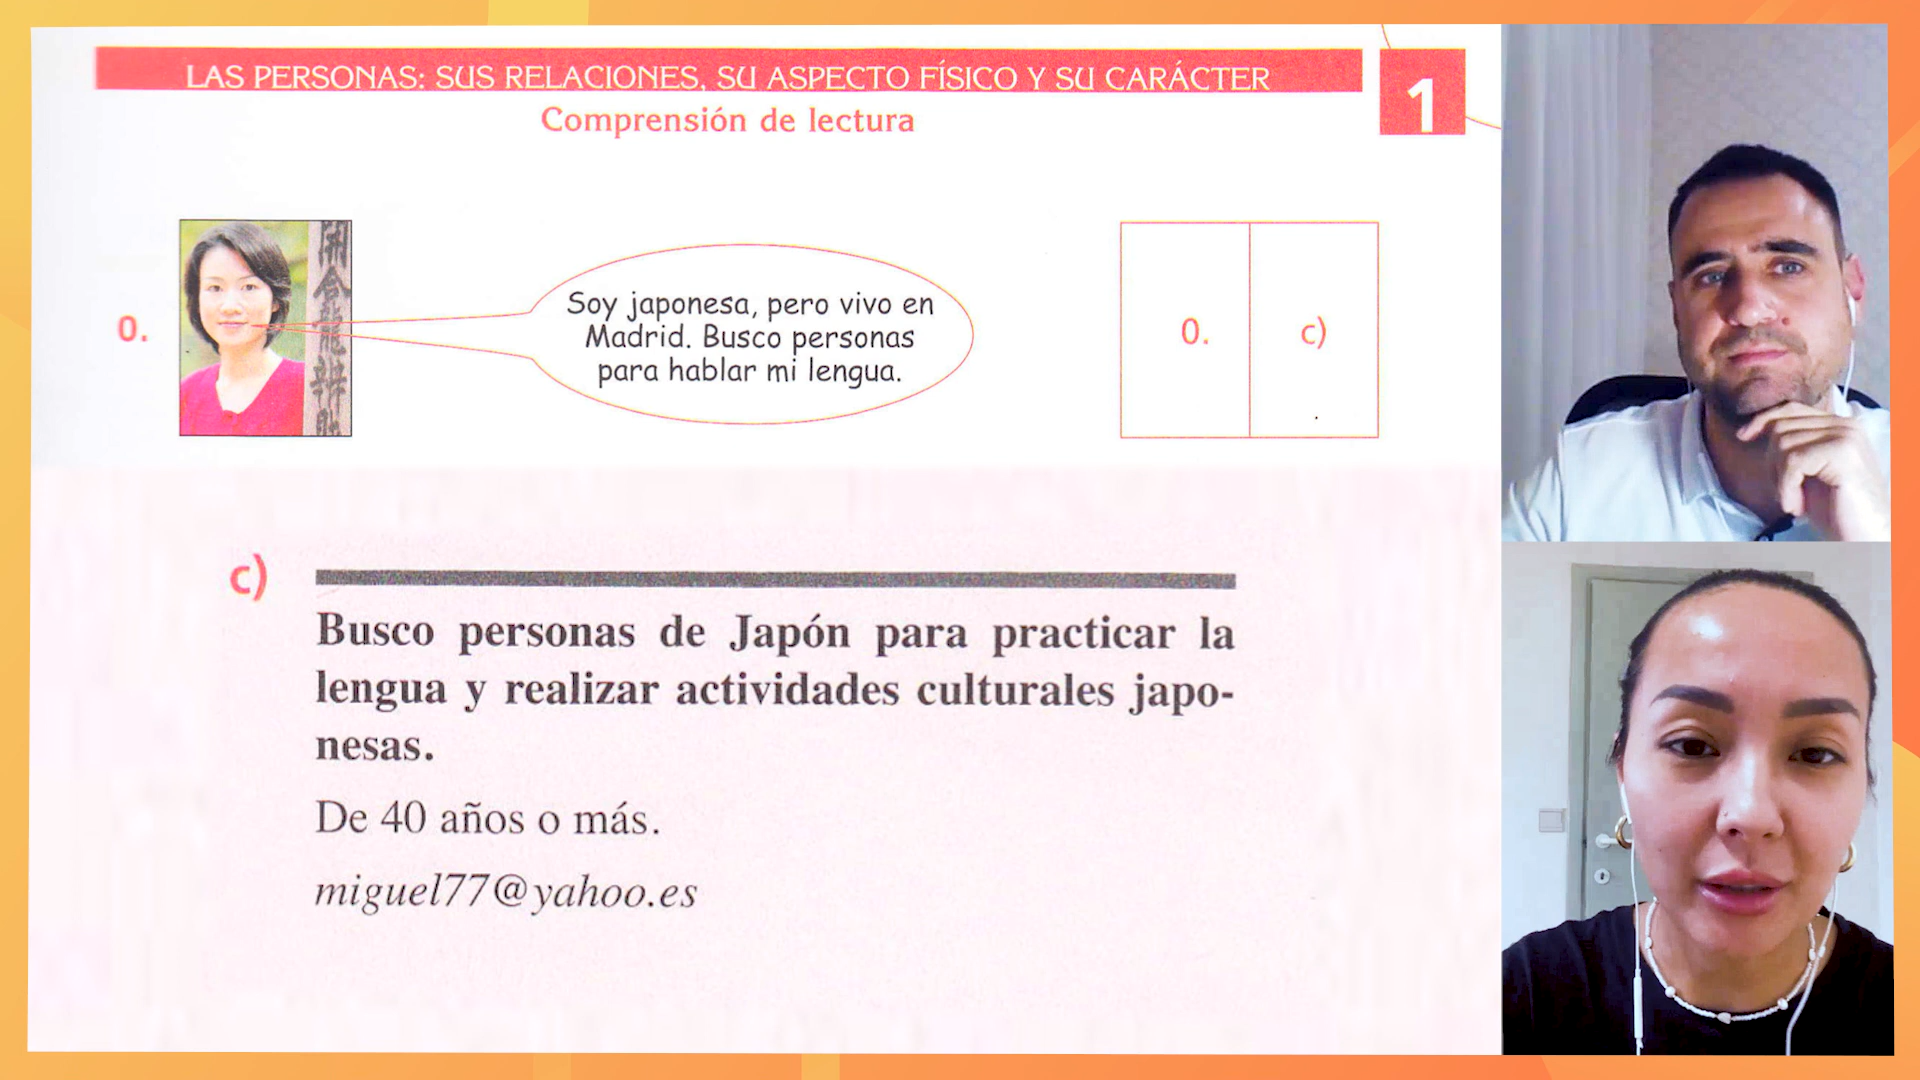 LAS PERSONAS: SUS RELACIONES, SU ASPECTO FÍSICO Y SU CARÁCTER
1
Comprensión de lectura
0.
Soy japonesa, pero vivo en
Madrid. Busco personas
para hablar mi lengua.
0.
c)
c)
Busco personas de Japón para practicar la
lengua y realizar actividades culturales japo-
nesas.
De 40 años o más.
miguel77@yahoo.es